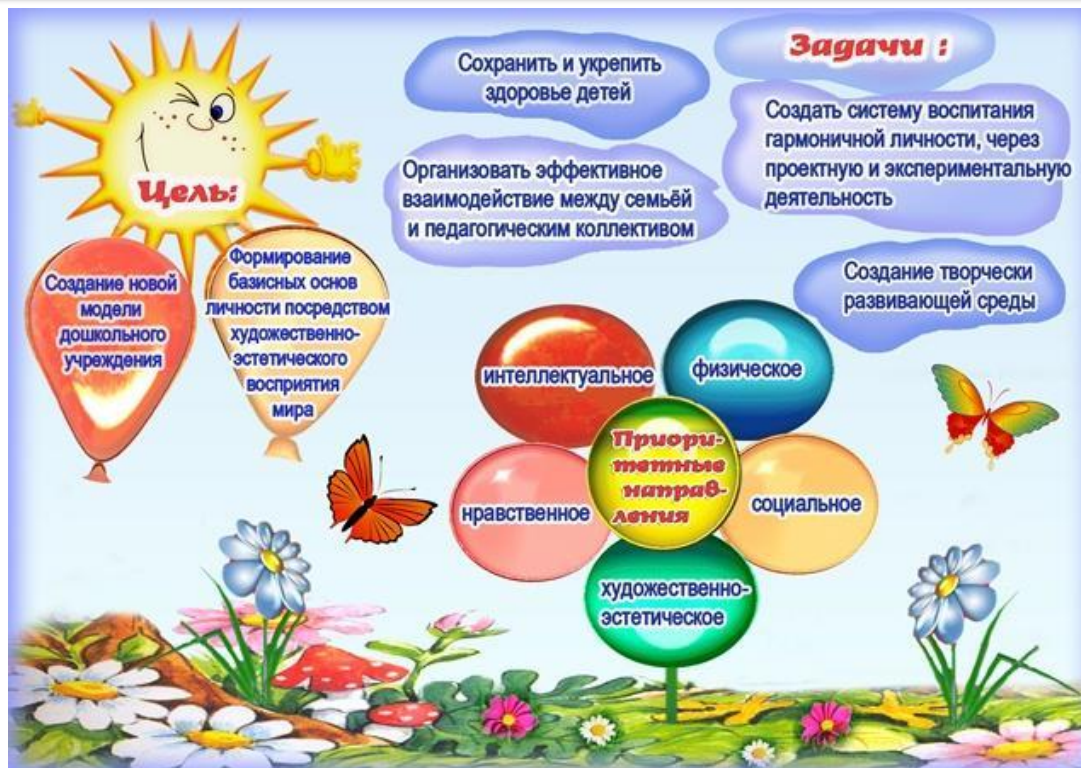 Цель:
Создание новой
модели
дошкольного
учреждения
Формирование
базисных основ
личности посредством
художественно-
эстетического
восприятия
мира
Задачи :
Сохранить и укрепить
здоровье детей
Организовать эффективное
взаимодействие между семьёй
и педагогическим коллективом
Создать систему воспитания
гармоничной личности, через
проектную и экспериментальную
деятельность
Создание творчески
развивающей среды
Приори-
тетные
направ-
ления
интеллектуальное
физическое
нравственное
социальное
художественно-
эстетическое